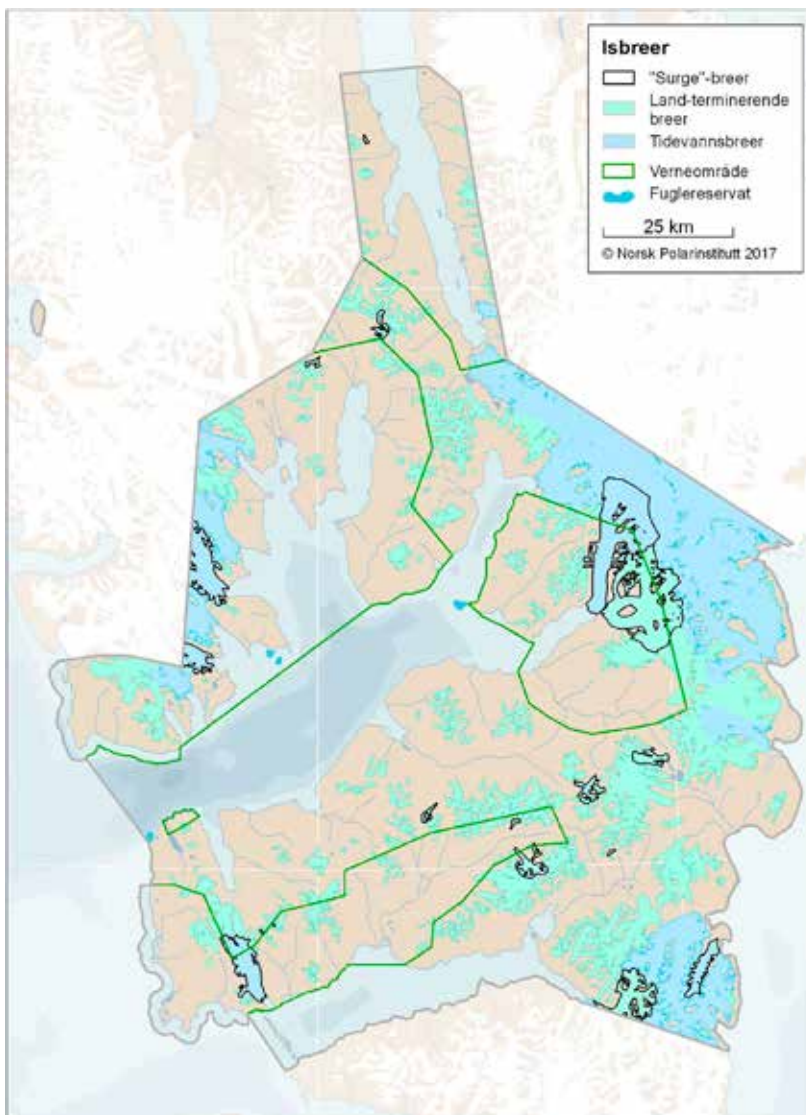 Isbreer
"Surge"-breer
Land-terminerende
breer
Tidevannsbreer
Verneområde
Fuglereservat
25 km
© Norsk Polarinstitutt 2017